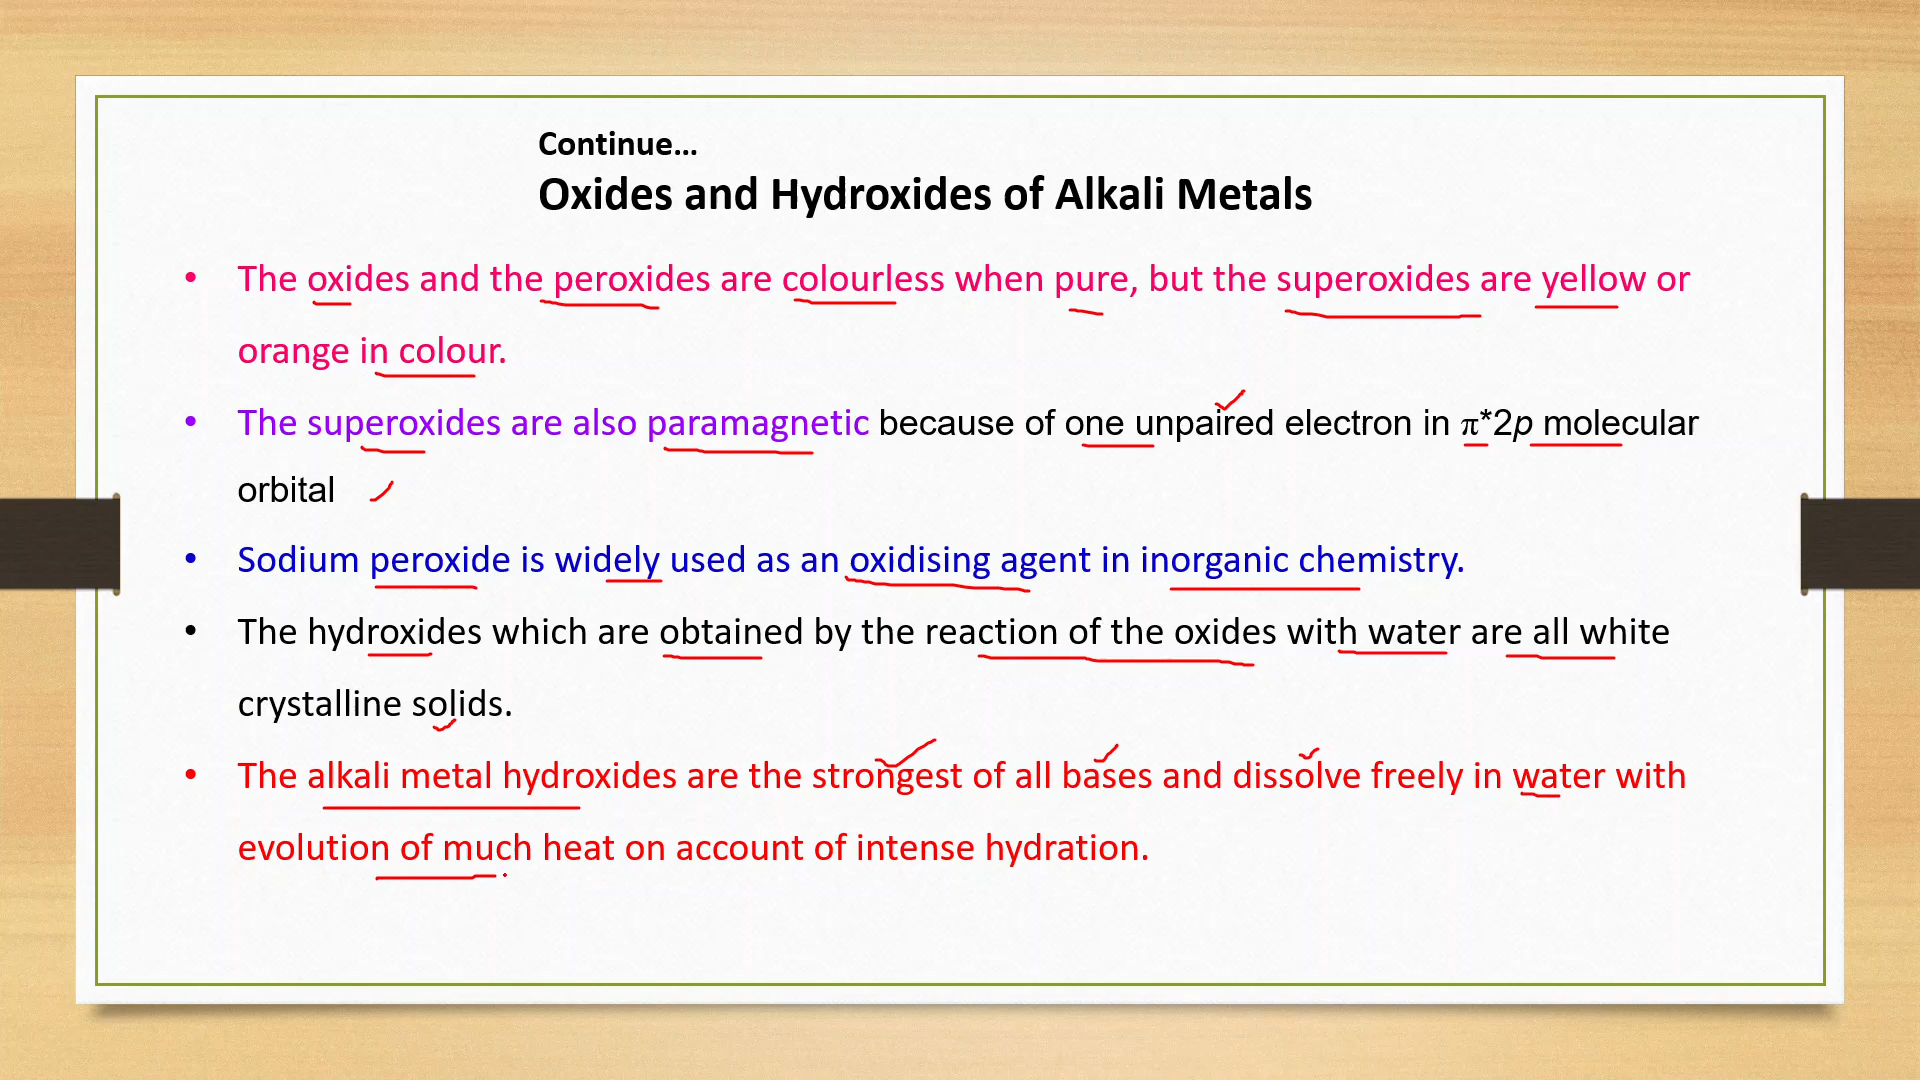 Continue...
Oxides and Hydroxides of Alkali Metals
• The oxides and the peroxides are colourless when pure, but the superoxides are yellow or
orange in colour.
• The superoxides are also paramagnetic because of one unpaired electron in π*2p molecular
orbital
• Sodium peroxide is widely used as an oxidising agent in inorganic chemistry.
• The hydroxides which are obtained by the reaction of the oxides with water are all white
crystalline solids.
• The alkali metal hydroxides are the strongest of all bases and dissolve freely in water with
evolution of much heat on account of intense hydration.